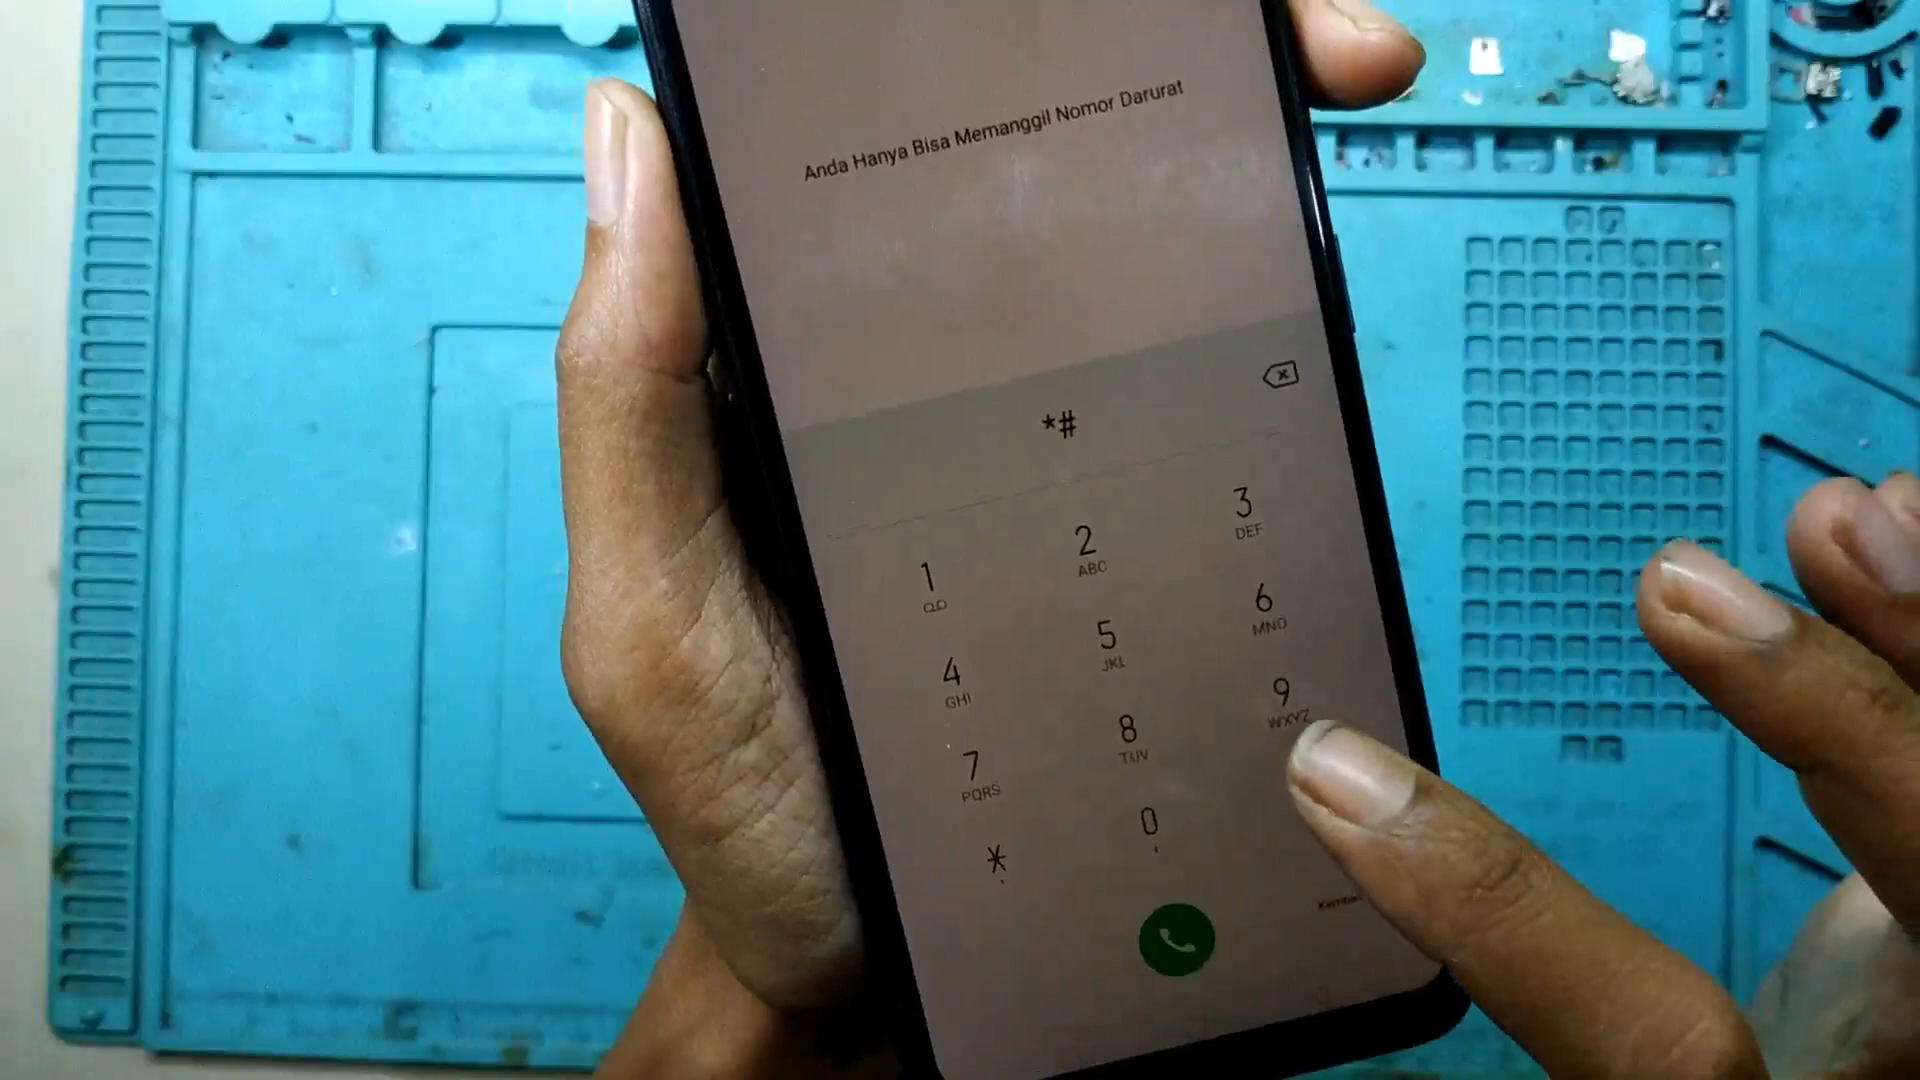 Anda Hanya Bisa Memanggil Nomor Darurat
*#
1 2 3
ABC DEF
4 5 6
GHI JKL MNO
7 8 9
PQRS TUV WXYZ
* 0
,